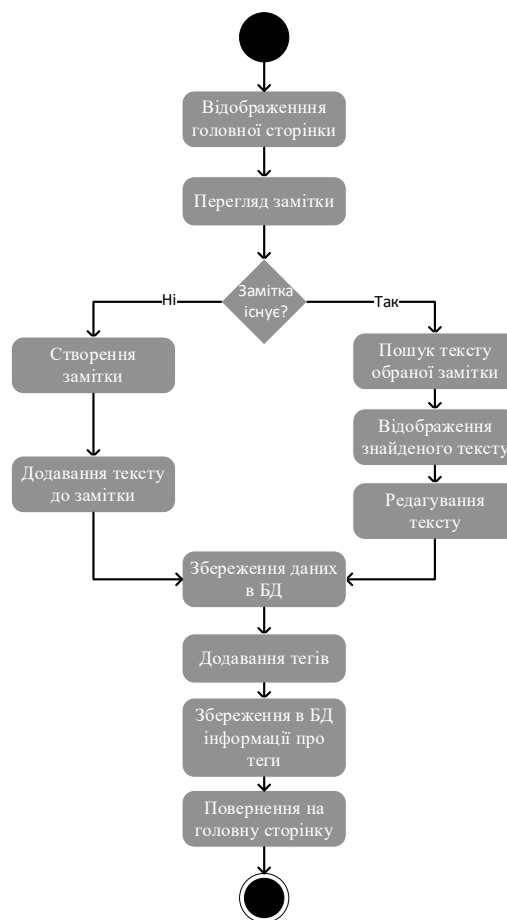 Відображенння
головної сторінки
Перегляд замітки
Замітка
існує?
Ні
Так
Створення
замітки
Додавання тексту
до замітки
Пошук тексту
обраної замітки
Відображення
знайденого тексту
Редагування
тексту
Збереження даних
в БД
Додавання тегів
Збереження в БД
інформації про
теги
Повернення на
головну сторінку